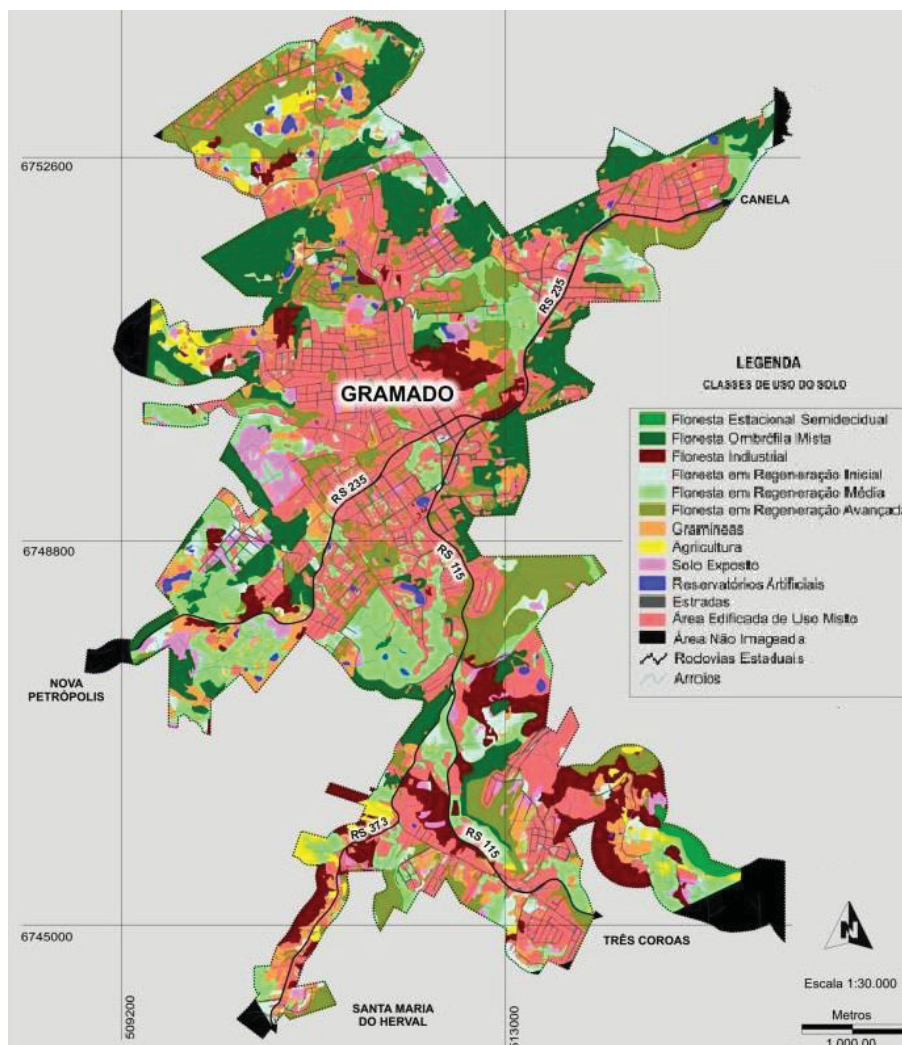 6752600
CANELA
RS 235
LEGENDA
CLASSES DE USO DO SOLO
GRAMADO
Floresta Estacional Semidecidual
Floresta Ombrófila Mista
Floresta Industrial
Floresta em Regeneração Inicial
Floresta em Regeneração Média
Floresta em Regeneração Avançada
Gramíneas
Agricultura
Solo Exposto
Reservatórios Artificiais
Estradas
Área Edificada de Uso Misto
Área Não Imageada
Rodovias Estaduais
Arroios
RS 235
6748800
RS 115
NOVA
PETRÓPOLIS
RS 373
RS 115
6745000
TRÊS COROAS
N
Escala 1:30.000
SANTA MARIA
DO HERVAL
Metros
509200
513000
1.000,00